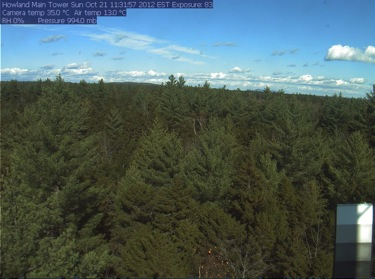 Howland Main Tower Sun Oct 21 11:31:57 2012 EST Exposure: 83
Camera temp 35.0 °C Air temp 13.0 °C
RH 0% Pressure 994.0 mb